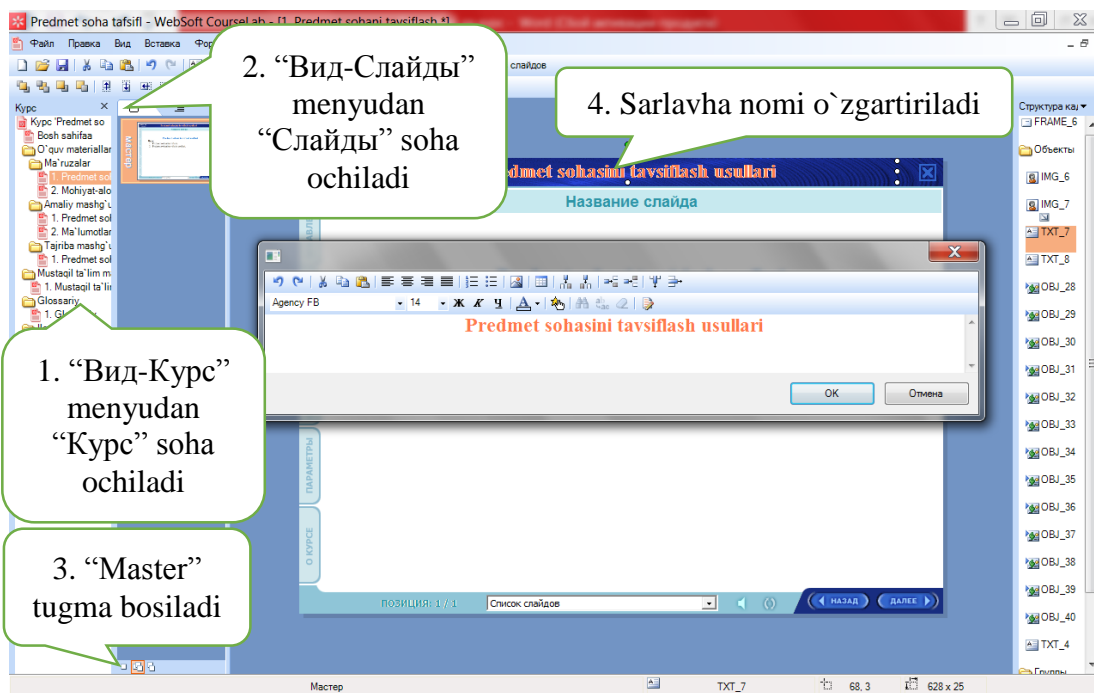 Predmet soha tafsifl - WebSoft CourseLab - [1. Predmet sohani tavsiflash *]
Файл Правка Вид Вставка
слайдов
2. “Вид-Слайды”
menyudan
“Слайды” soha
ochiladi
4. Sarlavha nomi o`zgartiriladi
Курс
Курс 'Predmet so
Bosh sahifaa
O`quv materiallar
Ma`ruzalar
1. Predmet sol
2. Mohiyat-alo
Amaliy mashg`u
1. Predmet sol
2. Ma`lumotlar
Tajriba mashg`u
1. Predmet sol
Mustaqil ta`lim m
1. Mustaqil ta`lir
Glossariy
мастер
sohasini tavsiflash usullari
Название слайда
Agency FB 14 Ж К Ч
Predmet sohasini tavsiflash usullari
OK Отмена
1. “Вид-Курс”
menyudan
“Курс” soha
ochiladi
3. “Master”
tugma bosiladi
ПАРАМЕТРЫ
О КУРСЕ
ПОЗИЦИЯ: 1 / 1 Список слайдов НАЗАД ДАЛЕЕ
Структура ка
FRAME_6
Объекты
IMG_6
IMG_7
TXT_7
TXT_8
OBJ_28
OBJ_29
OBJ_30
OBJ_31
OBJ_32
OBJ_33
OBJ_34
OBJ_35
OBJ_36
OBJ_37
OBJ_38
OBJ_39
OBJ_40
TXT_4
Группы
Мастер TXT_7 68, 3 628 x 25